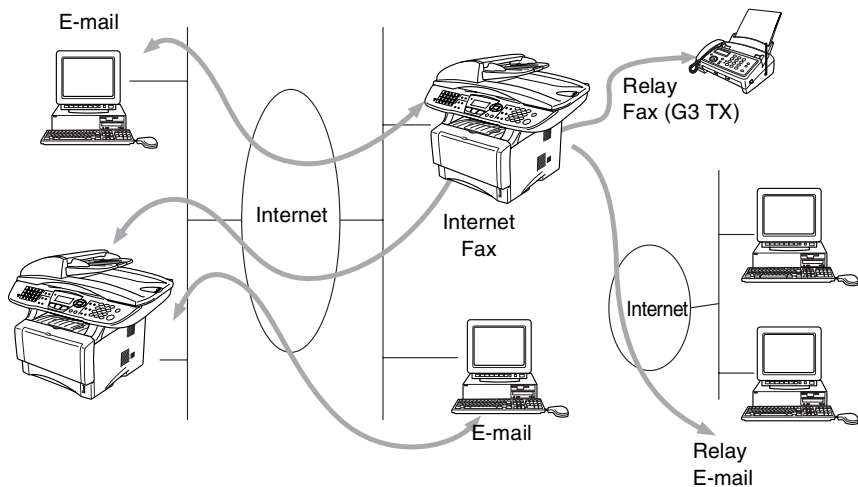 E-mail
Relay
Fax (G3 TX)
Internet
Internet
Fax
Internet
E-mail
Relay
E-mail